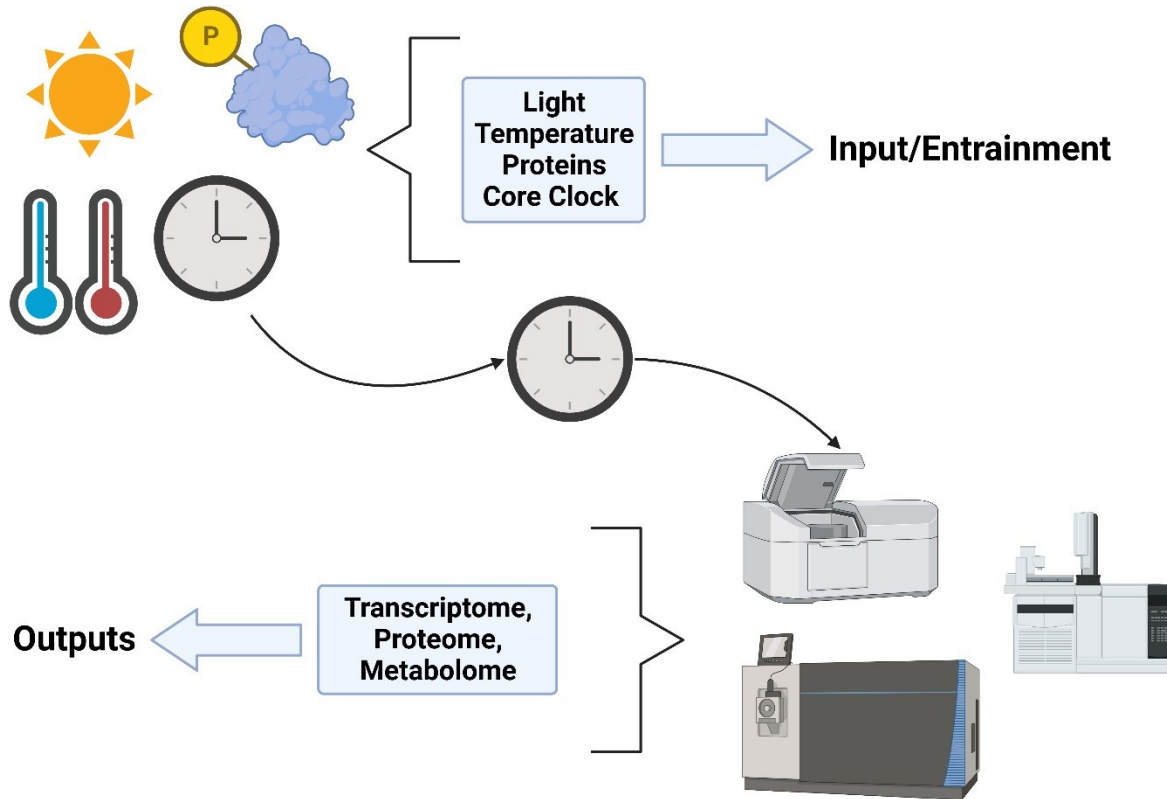 P
Light
Temperature
Proteins
Core Clock
Input/Entrainment
Outputs
Transcriptome,
Proteome,
Metabolome